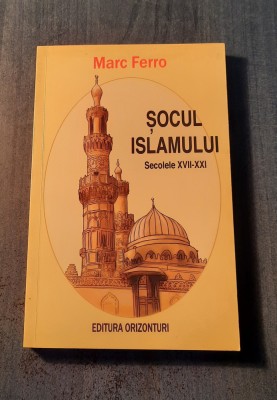 Marc Ferro
ȘOCUL
ISLAMULUI
Secolele XVII-XXI
EDITURA ORIZONTURI